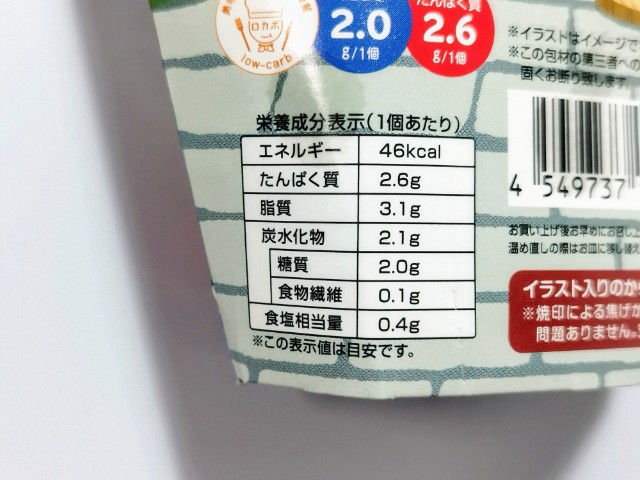 ロカボ
low-carb
2.0
g/1個
たんぱく質
2.6
g/1個
※イラストはイメージで
※この包材の第三者への
固くお断り致します
栄養成分表示(1個あたり)
エネルギー 46kcal
たんぱく質 2.6g
脂質 3.1g
炭水化物 2.1g
糖質 2.0g
食物繊維 0.1g
食塩相当量 0.4g
※この表示値は目安です。
4 549737
お買い上げ後お早めにお召し上
温め直しの際はお皿に移し替え
イラスト入りのから
※焼印による焦げか
問題ありません。